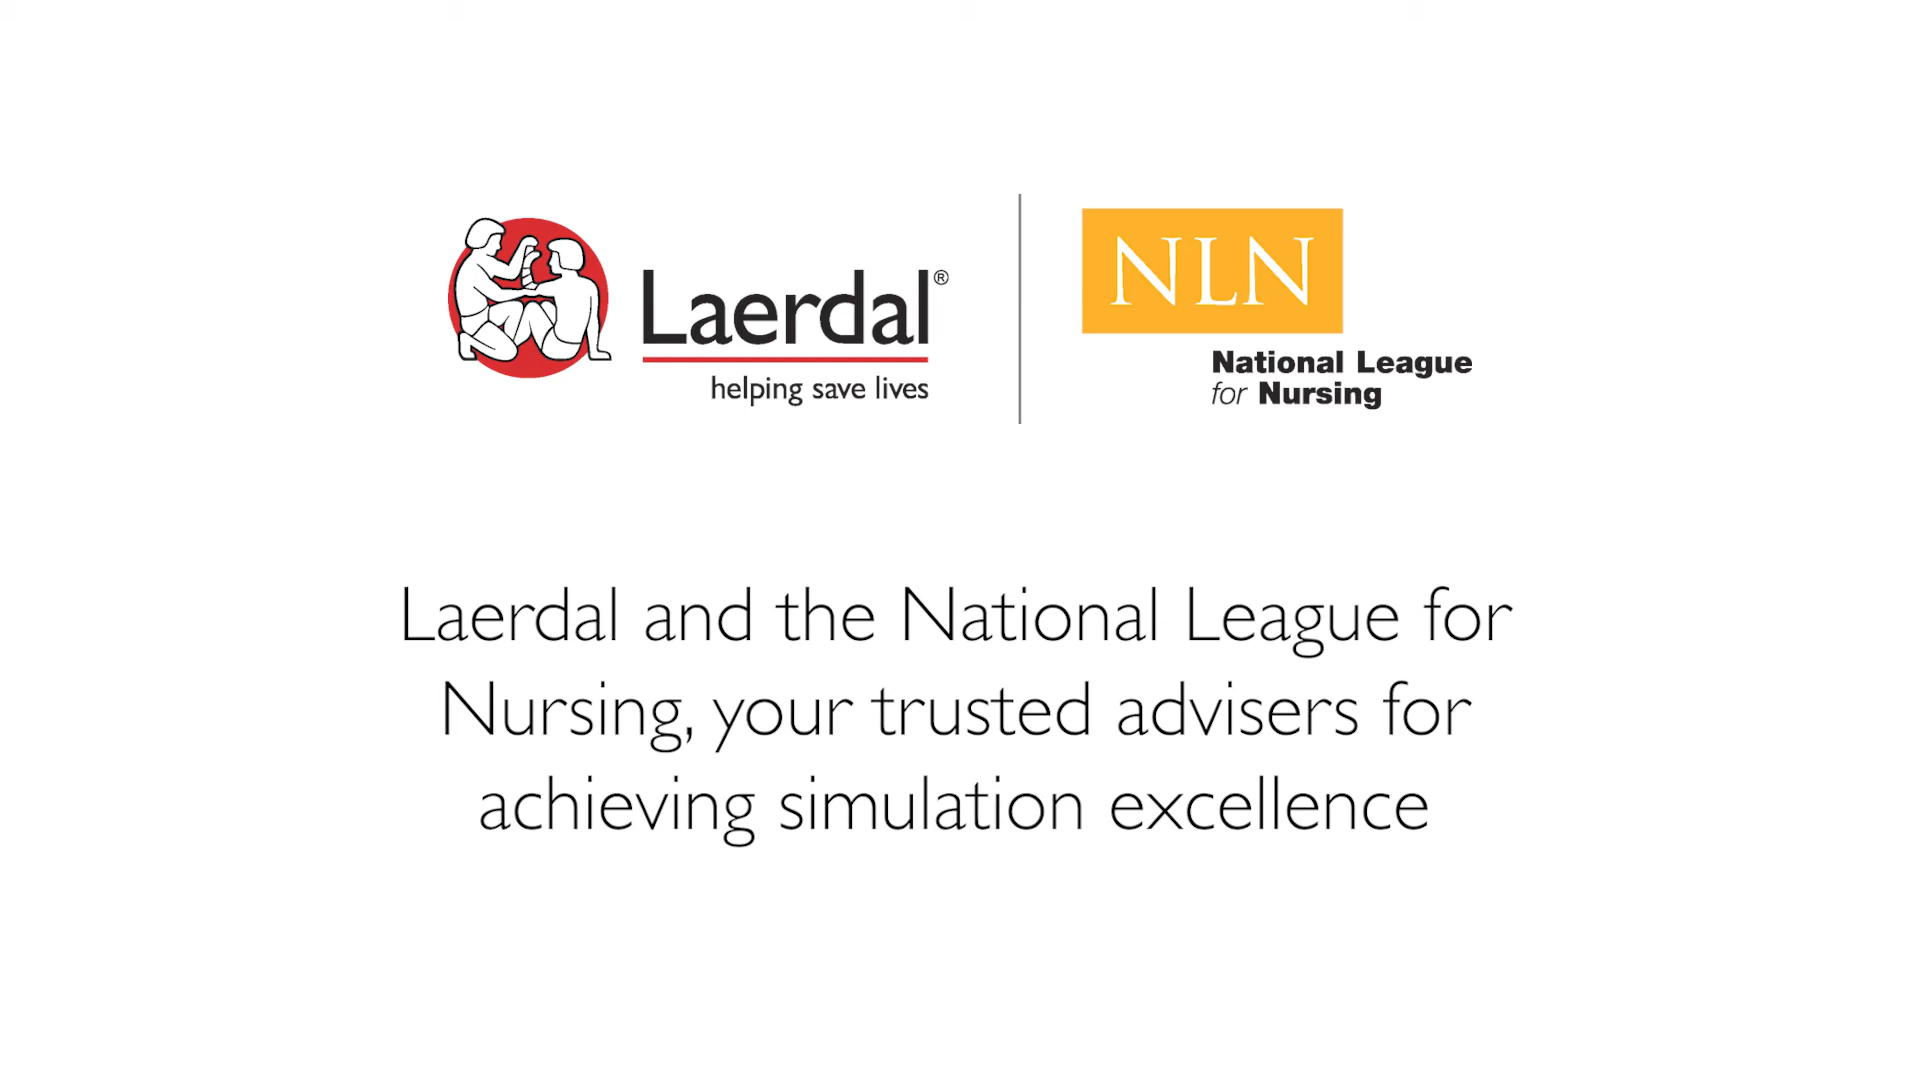 Laerdal®
helping save lives
NLN
National League
for Nursing
Laerdal and the National League for
Nursing, your trusted advisers for
achieving simulation excellence